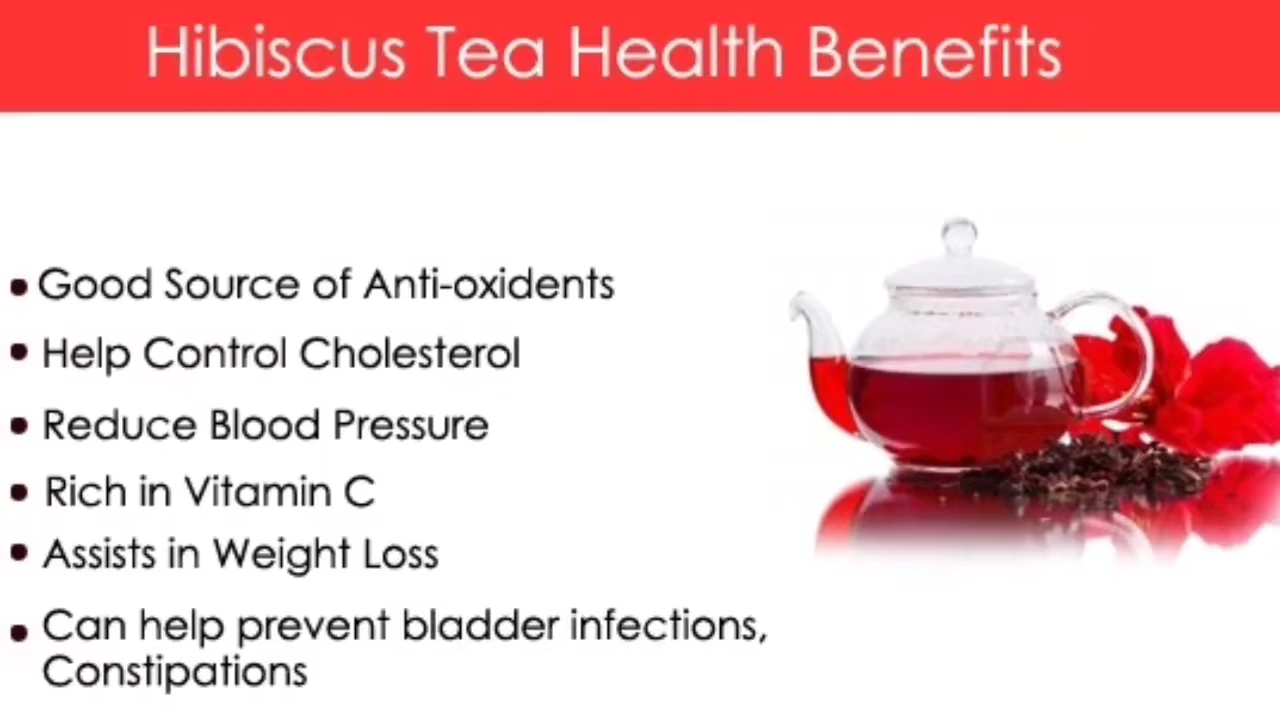 Hibiscus Tea Health Benefits
• Good Source of Anti-oxidents
• Help Control Cholesterol
• Reduce Blood Pressure
• Rich in Vitamin C
• Assists in Weight Loss
• Can help prevent bladder infections,
Constipations